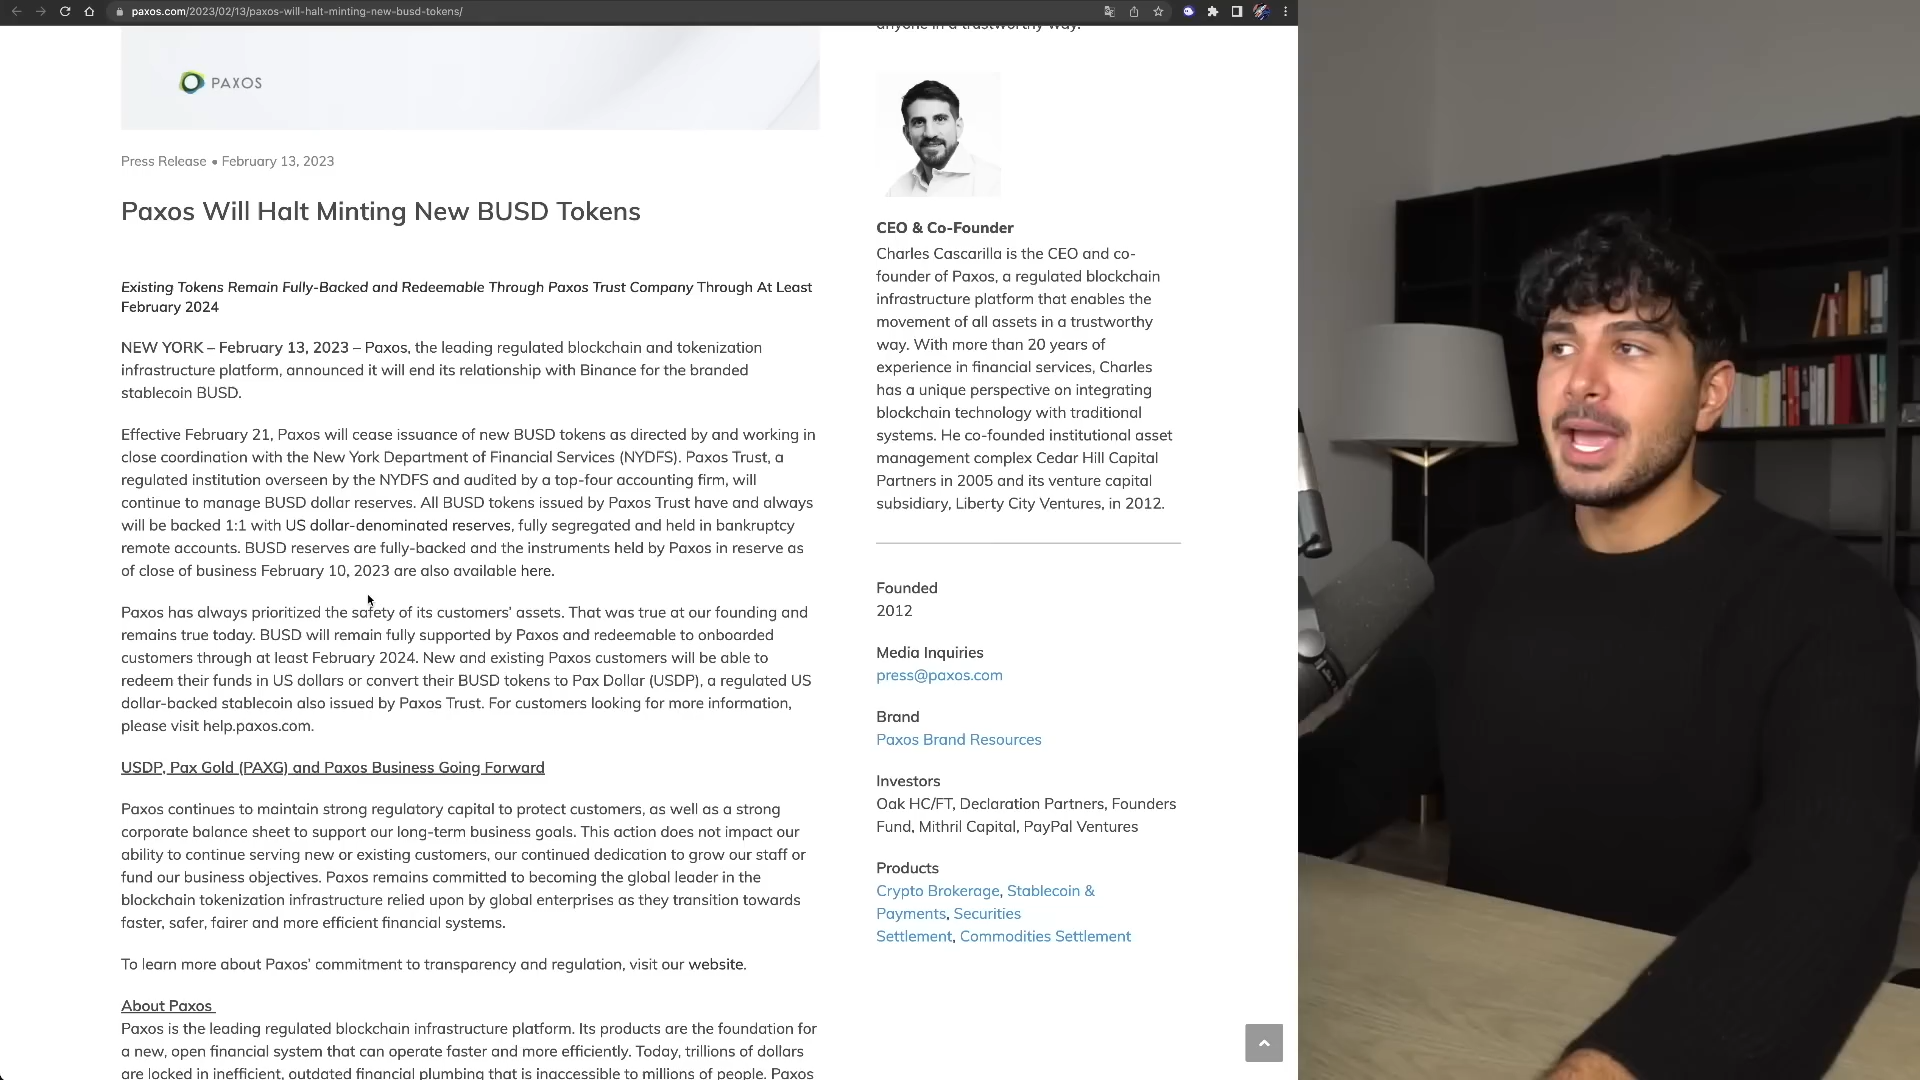 paxos.com/2023/02/13/paxos-will-halt-minting-new-busd-tokens/
PAXOS
Press Release • February 13, 2023
Paxos Will Halt Minting New BUSD Tokens
Existing Tokens Remain Fully-Backed and Redeemable Through Paxos Trust Company Through At Least
February 2024
NEW YORK – February 13, 2023 – Paxos, the leading regulated blockchain and tokenization
infrastructure platform, announced it will end its relationship with Binance for the branded
stablecoin BUSD.
Effective February 21, Paxos will cease issuance of new BUSD tokens as directed by and working in
close coordination with the New York Department of Financial Services (NYDFS). Paxos Trust, a
regulated institution overseen by the NYDFS and audited by a top-four accounting firm, will
continue to manage BUSD dollar reserves. All BUSD tokens issued by Paxos Trust have and always
will be backed 1:1 with US dollar-denominated reserves, fully segregated and held in bankruptcy
remote accounts. BUSD reserves are fully-backed and the instruments held by Paxos in reserve as
of close of business February 10, 2023 are also available here.
Paxos has always prioritized the safety of its customers' assets. That was true at our founding and
remains true today. BUSD will remain fully supported by Paxos and redeemable to onboarded
customers through at least February 2024. New and existing Paxos customers will be able to
redeem their funds in US dollars or convert their BUSD tokens to Pax Dollar (USDP), a regulated US
dollar-backed stablecoin also issued by Paxos Trust. For customers looking for more information,
please visit help.paxos.com.
USDP, Pax Gold (PAXG) and Paxos Business Going Forward
Paxos continues to maintain strong regulatory capital to protect customers, as well as a strong
corporate balance sheet to support our long-term business goals. This action does not impact our
ability to continue serving new or existing customers, our continued dedication to grow our staff or
fund our business objectives. Paxos remains committed to becoming the global leader in the
blockchain tokenization infrastructure relied upon by global enterprises as they transition towards
faster, safer, fairer and more efficient financial systems.
To learn more about Paxos' commitment to transparency and regulation, visit our website.
About Paxos
Paxos is the leading regulated blockchain infrastructure platform. Its products are the foundation for
a new, open financial system that can operate faster and more efficiently. Today, trillions of dollars
are locked in inefficient, outdated financial plumbing that is inaccessible to millions of people. Paxos
anyone in a trustworthy way.
CEO & Co-Founder
Charles Cascarilla is the CEO and co-
founder of Paxos, a regulated blockchain
infrastructure platform that enables the
movement of all assets in a trustworthy
way. With more than 20 years of
experience in financial services, Charles
has a unique perspective on integrating
blockchain technology with traditional
systems. He co-founded institutional asset
management complex Cedar Hill Capital
Partners in 2005 and its venture capital
subsidiary, Liberty City Ventures, in 2012.
Founded
2012
Media Inquiries
press@paxos.com
Brand
Paxos Brand Resources
Investors
Oak HC/FT, Declaration Partners, Founders
Fund, Mithril Capital, PayPal Ventures
Products
Crypto Brokerage, Stablecoin &
Payments, Securities
Settlement, Commodities Settlement